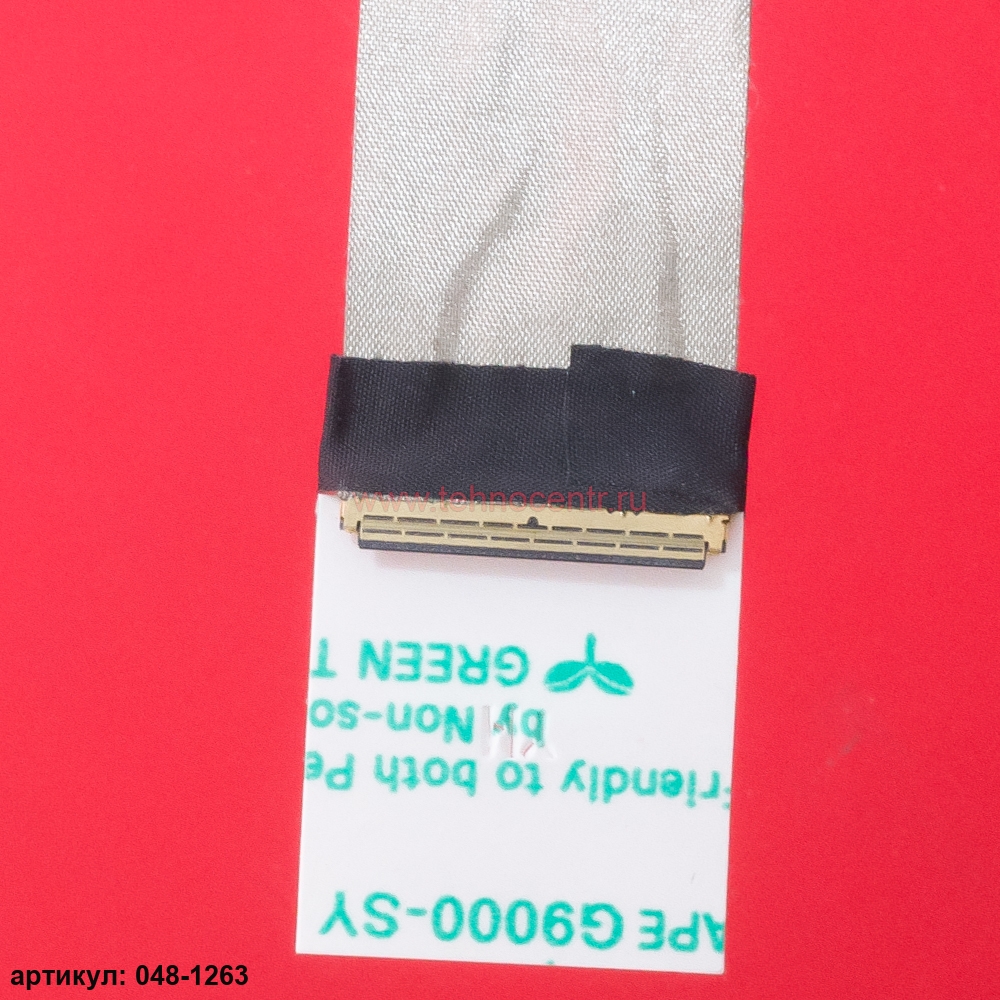 www.tehnocentr.ru
GREEN T
by Non-so
riendly to both Pe
APE G9000-SY
артикул: 048-1263